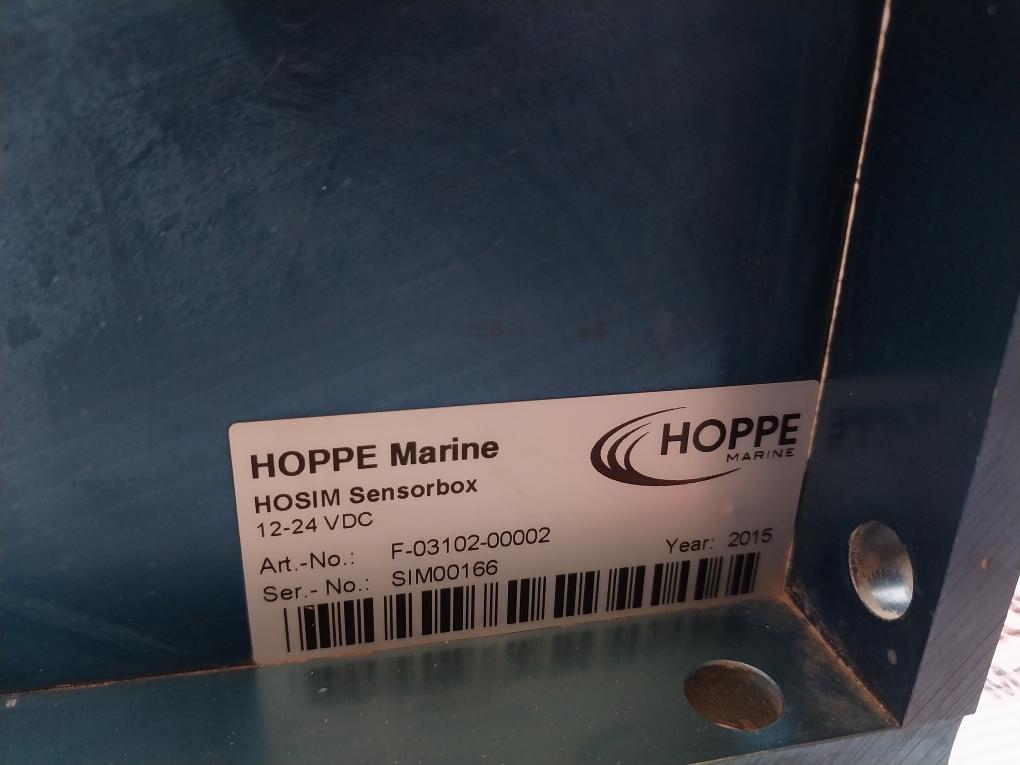 HOPPE Marine
HOPPE
MARINE
HOSIM Sensorbox
12-24 VDC
Art.-No.: F-03102-00002
Year: 2015
Ser.- No.: SIM00166